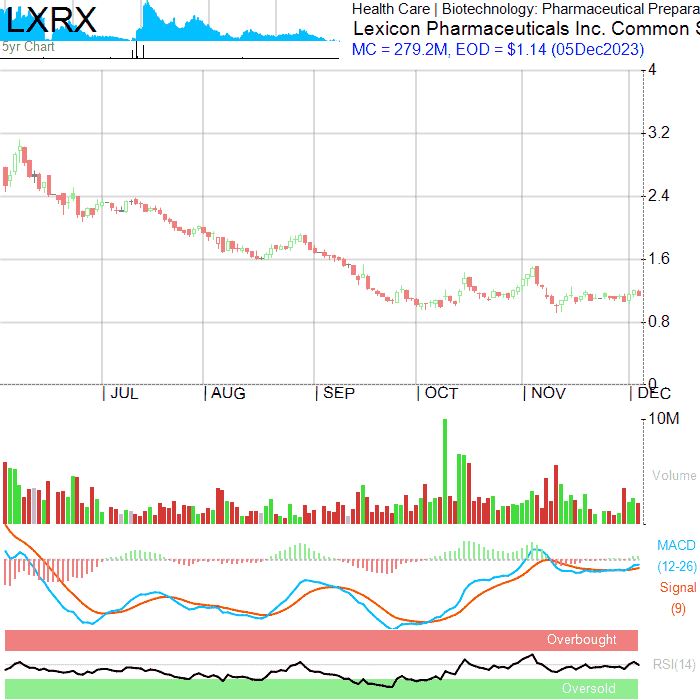 LXRX
5yr Chart
Health Care | Biotechnology: Pharmaceutical Prepara
Lexicon Pharmaceuticals Inc. Common S
MC = 279.2M, EOD = $1.14 (05Dec2023)
4
3.2
2.4
1.6
0.8
0
| JUL | AUG | SEP | OCT | NOV | DEC
10M
Volume
MACD
(12-26)
Signal
(9)
Overbought
RSI(14)
Oversold